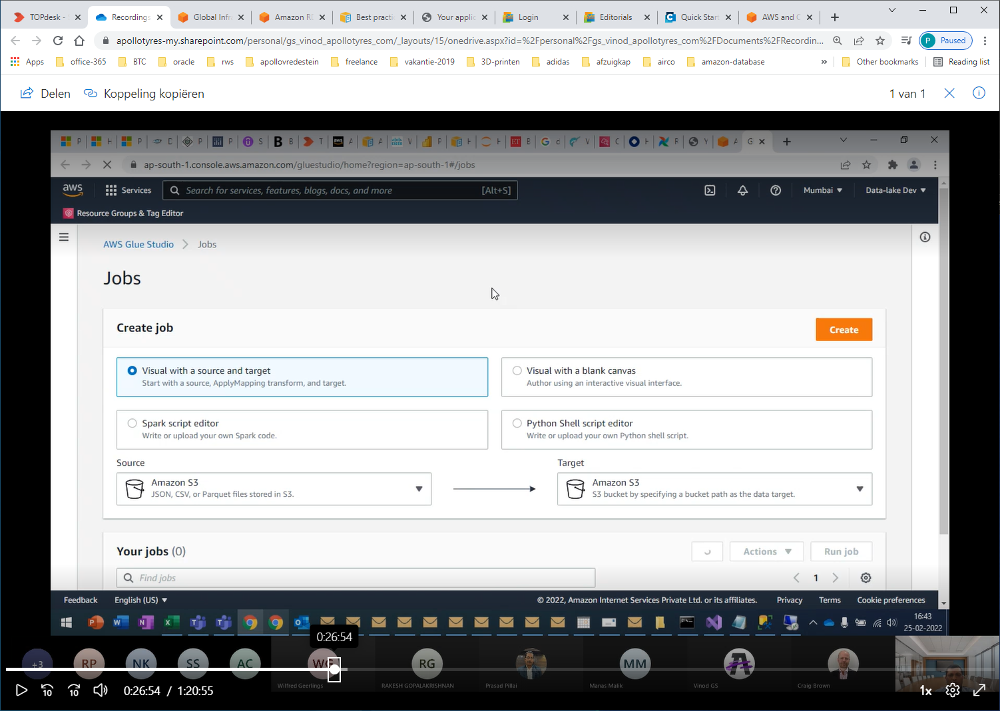 TOPdesk -
Recordings
Global Infra
Amazon RD
Best practic
Your applic
Login
Editorials
Quick Start
AWS and C
apollotyres-my.sharepoint.com/personal/gs_vinod_apollotyres_com/_layouts/15/onedrive.aspx?id=%2Fpersonal%2Fgs_vinod_apollotyres_com%2FDocuments%2FRecordin...
P Paused
Apps
office-365
BTC
oracle
rws
apollovredestein
freelance
vakantie-2019
3D-printen
adidas
afzuigkap
airco
amazon-database
»
Other bookmarks
Reading list
Delen
Koppeling kopiëren
1 van 1
ap-south-1.console.aws.amazon.com/gluestudio/home?region=ap-south-1#/jobs
aws
Services
Search for services, features, blogs, docs, and more
[Alt+S]
Mumbai
Data-lake Dev
Resource Groups & Tag Editor
AWS Glue Studio
Jobs
Jobs
Create job
Create
Visual with a source and target
Start with a source, ApplyMapping transform, and target.
Visual with a blank canvas
Author using an interactive visual interface.
Spark script editor
Write or upload your own Spark code.
Python Shell script editor
Write or upload your own Python shell script.
Source
Target
Amazon S3
JSON, CSV, or Parquet files stored in S3.
Amazon S3
S3 bucket by specifying a bucket path as the data target.
Your jobs (0)
Actions
Run job
Find jobs
1
Feedback
English (US)
© 2022, Amazon Internet Services Private Ltd. or its affiliates.
Privacy
Terms
Cookie preferences
16:43
25-02-2022
0:26:54
+3
RP
NK
SS
AC
RG
MM
Wilfred Geerlings
RAKESH GOPALAKRISHNAN
Prasad Pillai
Manas Malik
Vinod GS
Craig Brown
10
10
0:26:54 / 1:20:55
1x